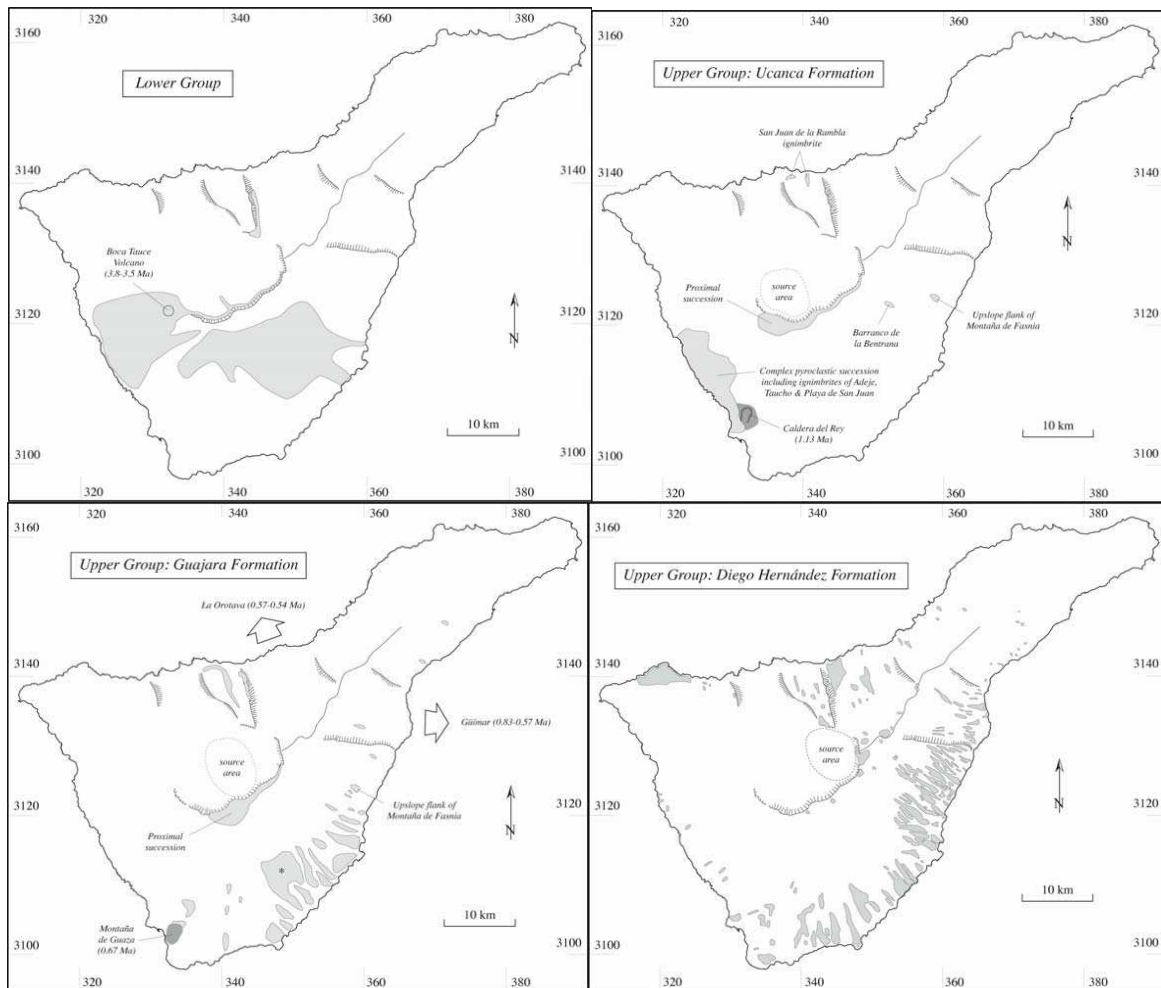 320
340
360
380
3160
Lower Group
3140
3140
Boca Tauce
Volcano
(3.8-3.5 Ma)
3120
3120
N
10 km
3100
3100
320
340
360
380
320
340
360
380
3160
Upper Group: Ucanca Formation
San Juan de la Rambla
ignimbrite
3140
3140
N
Proximal
succession
source
area
3120
3120
Barranco de
la Bentrana
Upslope flank of
Montaña de Fasnia
Complex pyroclastic succession
including ignimbrites of Adeje,
Taucho & Playa de San Juan
Caldera del Rey
(1.13 Ma)
10 km
3100
3100
320
340
360
380
320
340
360
380
3160
Upper Group: Guajara Formation
La Orotava (0.57-0.54 Ma)
3140
3140
Güímar (0.83-0.57 Ma)
source
area
3120
3120
Upslope flank of
Montaña de Fasnia
N
Proximal
succession
*
Montaña
de Guaza
(0.67 Ma)
10 km
3100
3100
320
340
360
380
320
340
360
380
3160
Upper Group: Diego Hernández Formation
3140
3140
source
area
3120
3120
N
10 km
3100
3100
320
340
360
380